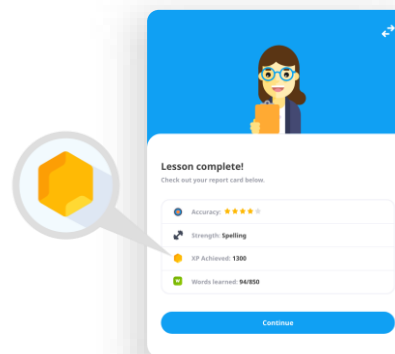 Lesson complete!
Check out your report card below.
Accuracy:
Strength: Spelling
XP Achieved: 1300
Words learned: 94/850
Continue